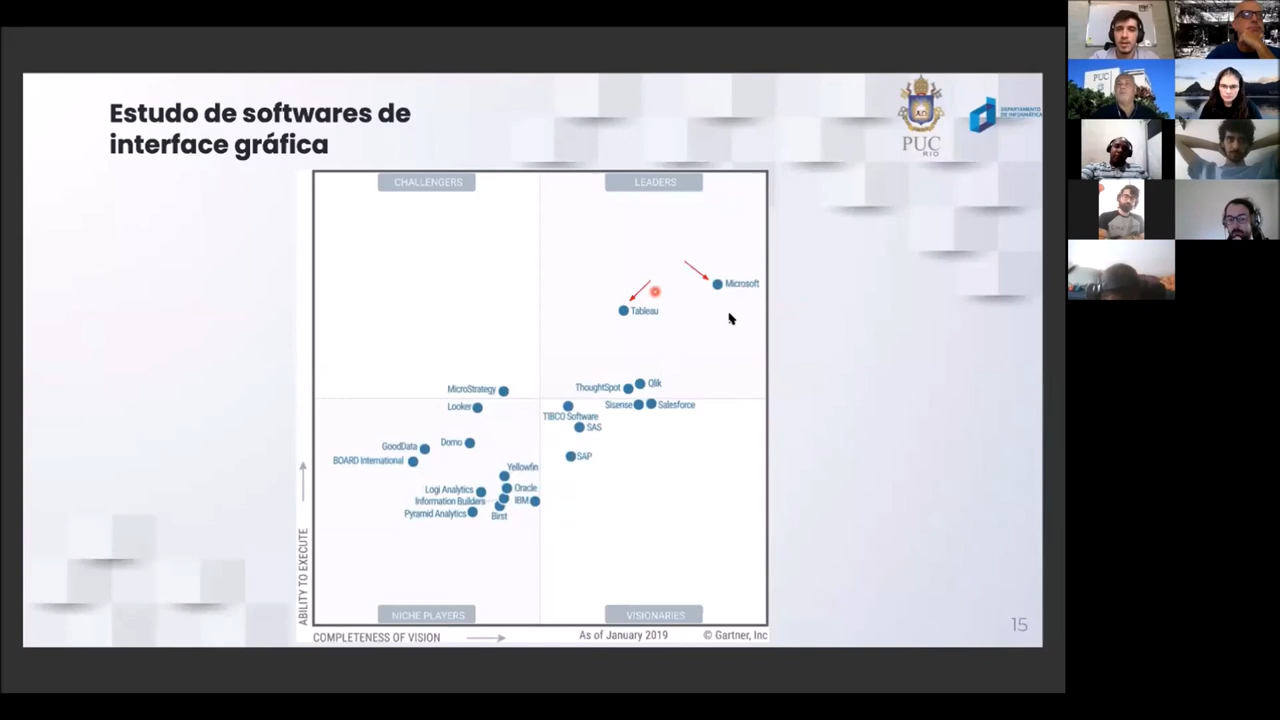 Estudo de softwares de
interface gráfica
PUC
RIO
DEPARTAMENTO
DE INFORMÁTICA
CHALLENGERS
LEADERS
Microsoft
Tableau
MicroStrategy
ThoughtSpot
Qlik
Looker
Sisense
Salesforce
TIBCO Software
SAS
GoodData
Domo
BOARD International
SAP
Yellowfin
Logi Analytics
Oracle
Information Builders
IBM
Pyramid Analytics
Birst
ABILITY TO EXECUTE
NICHE PLAYERS
VISIONARIES
COMPLETENESS OF VISION
As of January 2019
© Gartner, Inc
15
PUC